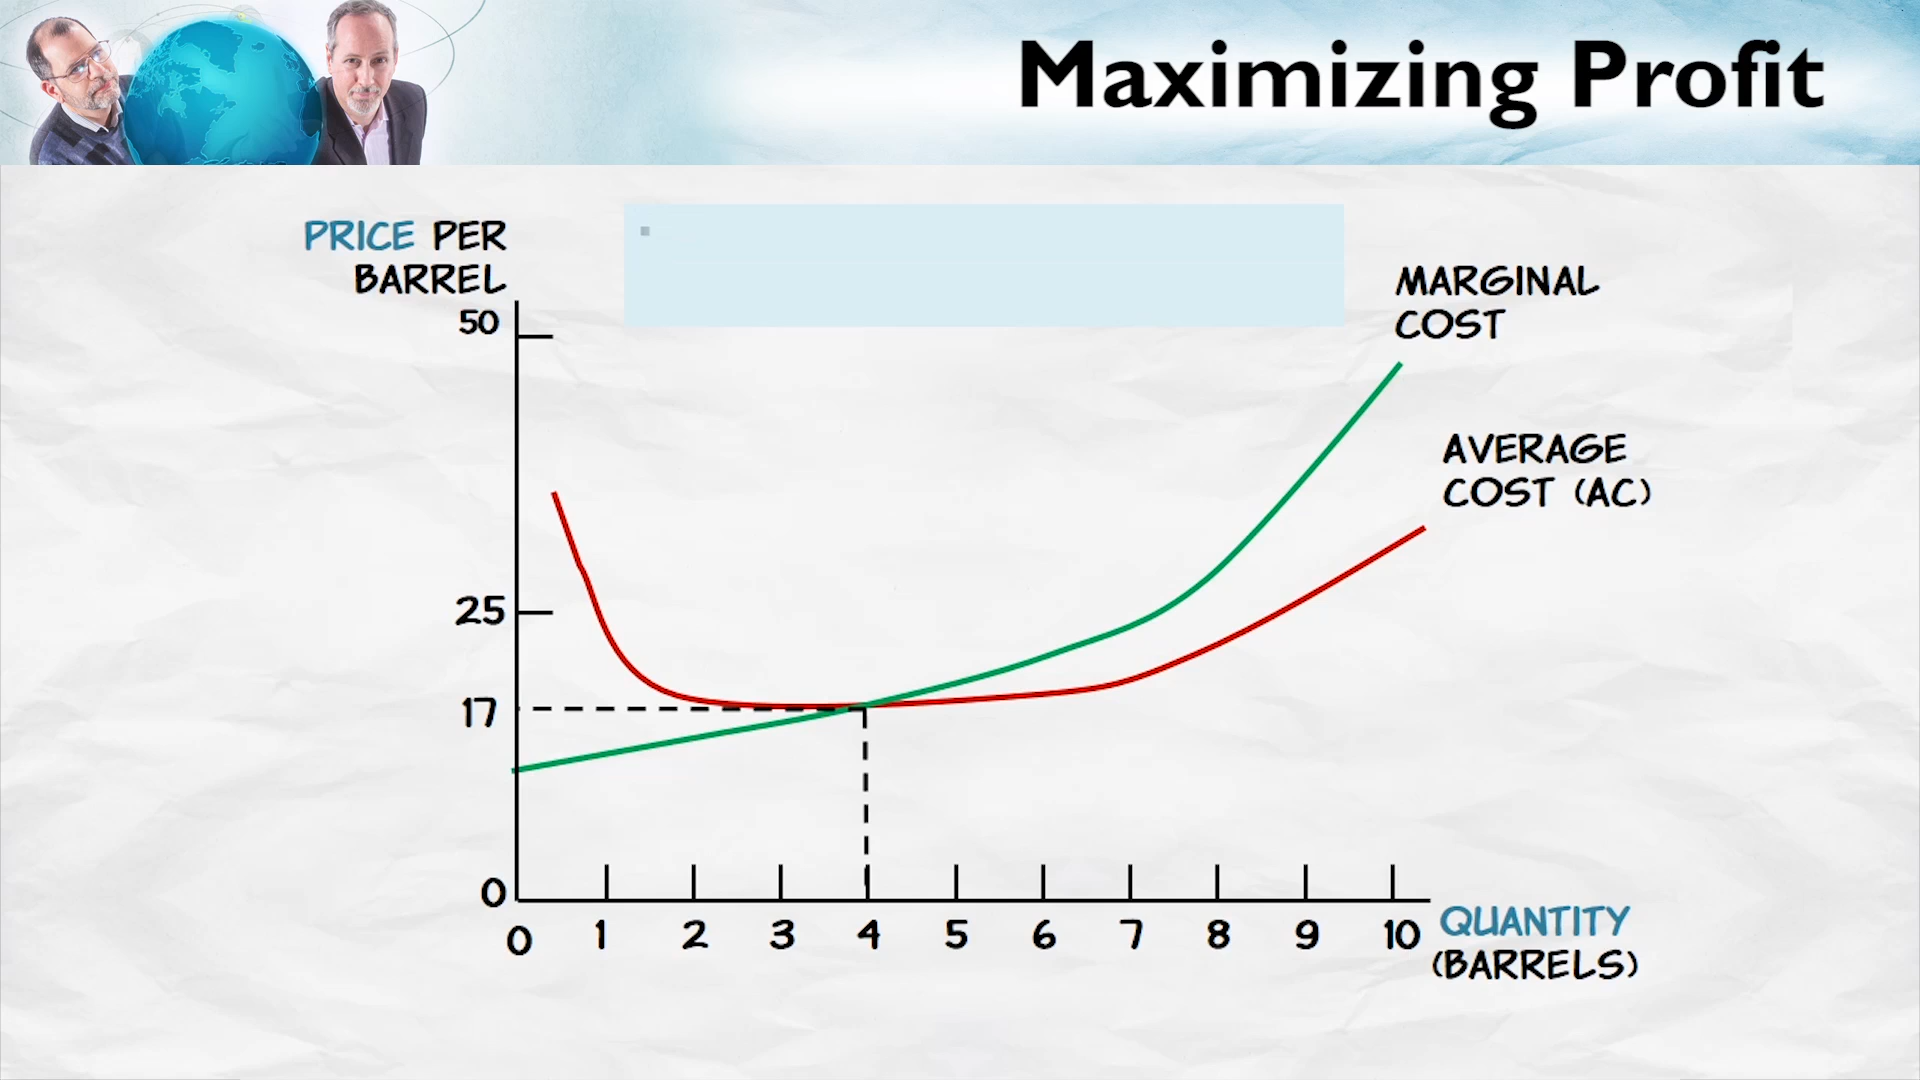 Maximizing Profit
PRICE PER
BARREL
50
25
17
0
MARGINAL
COST
AVERAGE
COST (AC)
0 1 2 3 4 5 6 7 8 9 10
QUANTITY
(BARRELS)